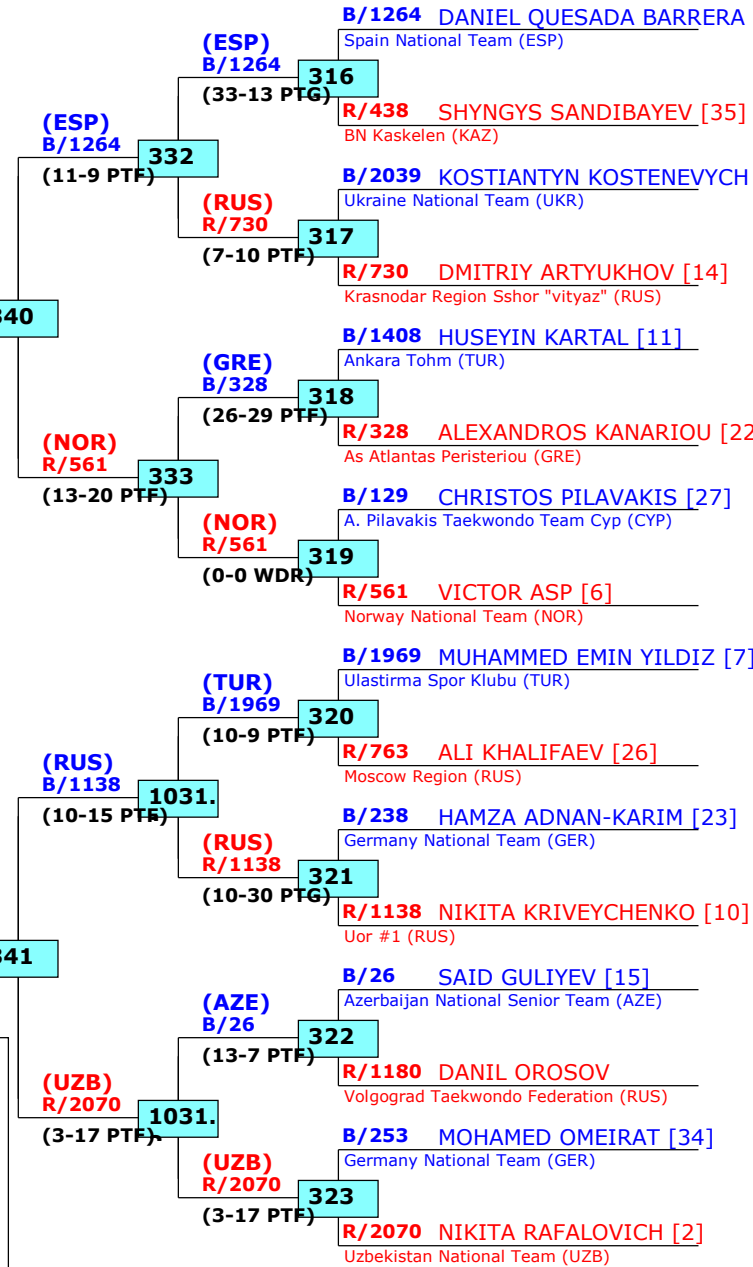 B/1264 DANIEL QUESADA BARRERA
Spain National Team (ESP)
(ESP)
B/1264
316
(33-13 PTG)
R/438 SHYNGYS SANDIBAYEV [35]
BN Kaskelen (KAZ)
(ESP)
B/1264
332
(11-9 PTF)
B/2039 KOSTIANTYN KOSTENEVYCH
Ukraine National Team (UKR)
(RUS)
R/730
317
(7-10 PTF)
R/730 DMITRIY ARTYUKHOV [14]
Krasnodar Region Sshor "vityaz" (RUS)
340
B/1408 HUSEYIN KARTAL [11]
Ankara Tohm (TUR)
(GRE)
B/328
318
(26-29 PTF)
R/328 ALEXANDROS KANARIOU [22
As Atlantas Peristeriou (GRE)
(NOR)
R/561
333
(13-20 PTF)
B/129 CHRISTOS PILAVAKIS [27]
A. Pilavakis Taekwondo Team Cyp (CYP)
(NOR)
R/561
319
(0-0 WDR)
R/561 VICTOR ASP [6]
Norway National Team (NOR)
B/1969 MUHAMMED EMIN YILDIZ [7]
Ulastirma Spor Klubu (TUR)
(TUR)
B/1969
320
(10-9 PTF)
R/763 ALI KHALIFAEV [26]
Moscow Region (RUS)
(RUS)
B/1138
1031.
(10-15 PTF)
B/238 HAMZA ADNAN-KARIM [23]
Germany National Team (GER)
(RUS)
R/1138
321
(10-30 PTG)
R/1138 NIKITA KRIVEYCHENKO [10]
Uor #1 (RUS)
341
B/26 SAID GULIYEV [15]
Azerbaijan National Senior Team (AZE)
(AZE)
B/26
322
(13-7 PTF)
R/1180 DANIL OROSOV
Volgograd Taekwondo Federation (RUS)
(UZB)
R/2070
1031.
(3-17 PTF)
B/253 MOHAMED OMEIRAT [34]
Germany National Team (GER)
(UZB)
R/2070
323
(3-17 PTF)
R/2070 NIKITA RAFALOVICH [2]
Uzbekistan National Team (UZB)